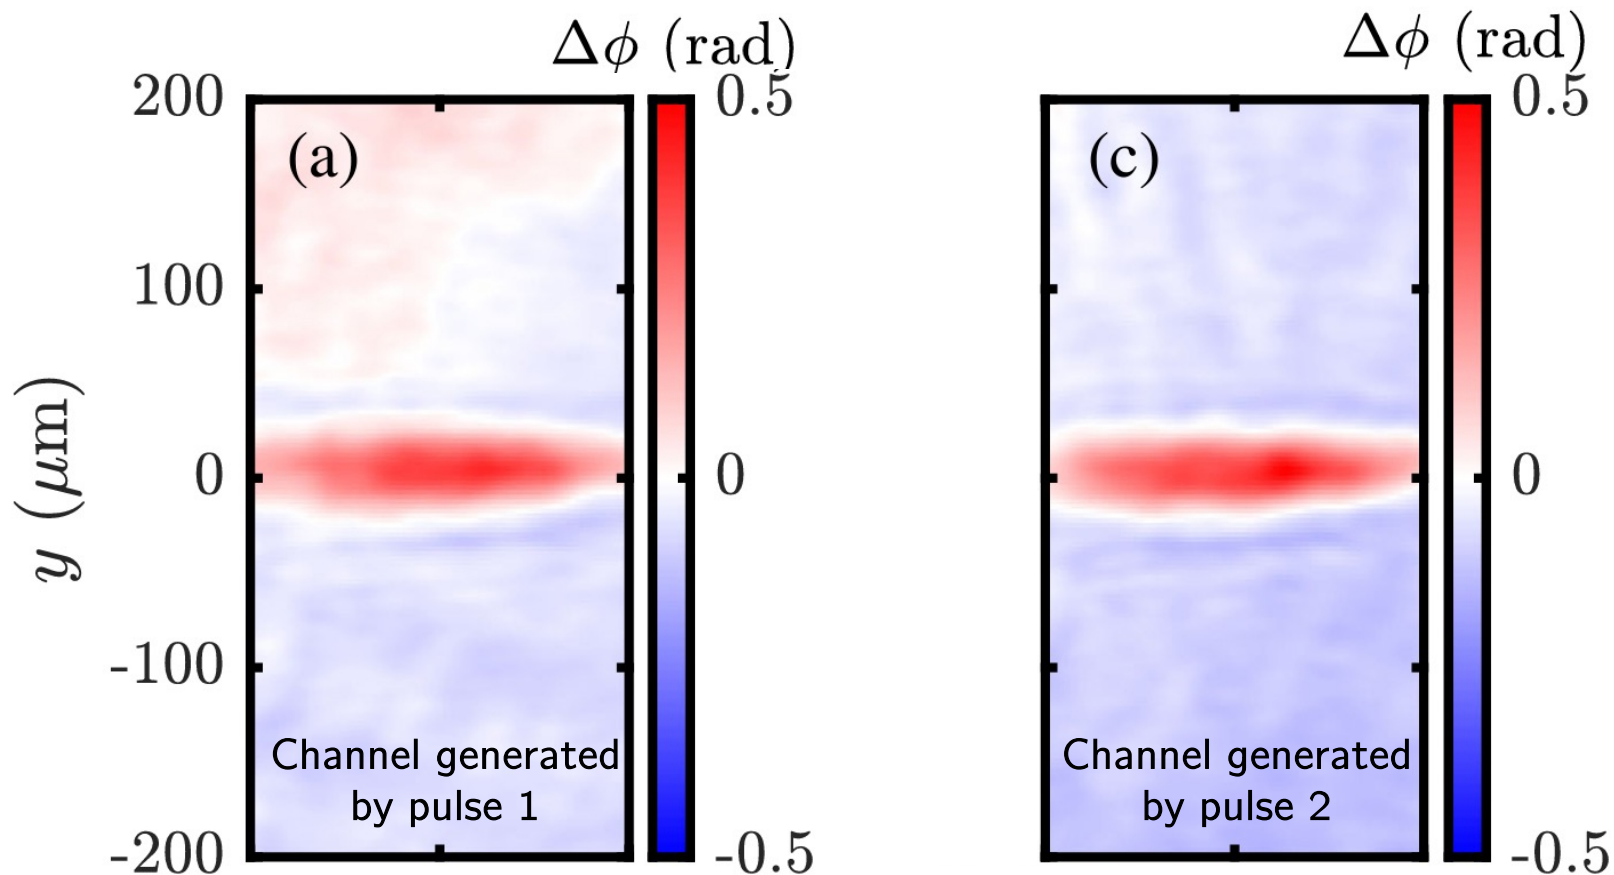 Δϕ (rad)
Δϕ (rad)
200
0.5
0.5
(a)
(c)
100
y (μm)
0
0
0
-100
Channel generated
by pulse 1
Channel generated
by pulse 2
-200
-0.5
-0.5